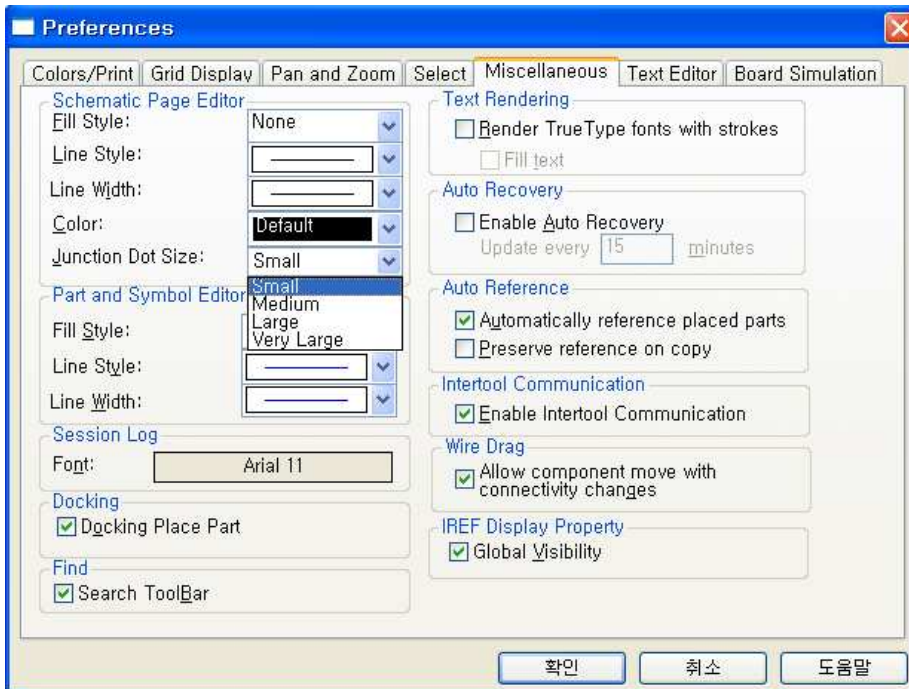 Preferences
Colors/Print
Grid Display
Pan and Zoom
Select
Miscellaneous
Text Editor
Board Simulation
Schematic Page Editor
Fill Style:
None
Line Style:
Line Width:
Color:
Default
Junction Dot Size:
Small
Small
Medium
Large
Very Large
Part and Symbol Editor
Fill Style:
Line Style:
Line Width:
Session Log
Font:
Arial 11
Docking
Docking Place Part
Find
Search ToolBar
Text Rendering
Render TrueType fonts with strokes
Fill text
Auto Recovery
Enable Auto Recovery
Update every 15 minutes
Auto Reference
Automatically reference placed parts
Preserve reference on copy
Intertool Communication
Enable Intertool Communication
Wire Drag
Allow component move with
connectivity changes
IREF Display Property
Global Visibility
확인
취소
도움말